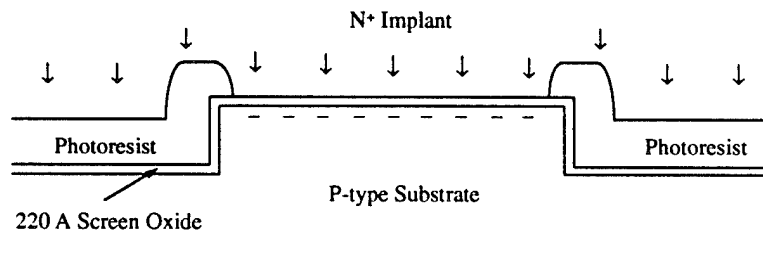 N+ Implant
Photoresist
Photoresist
P-type Substrate
220 A Screen Oxide